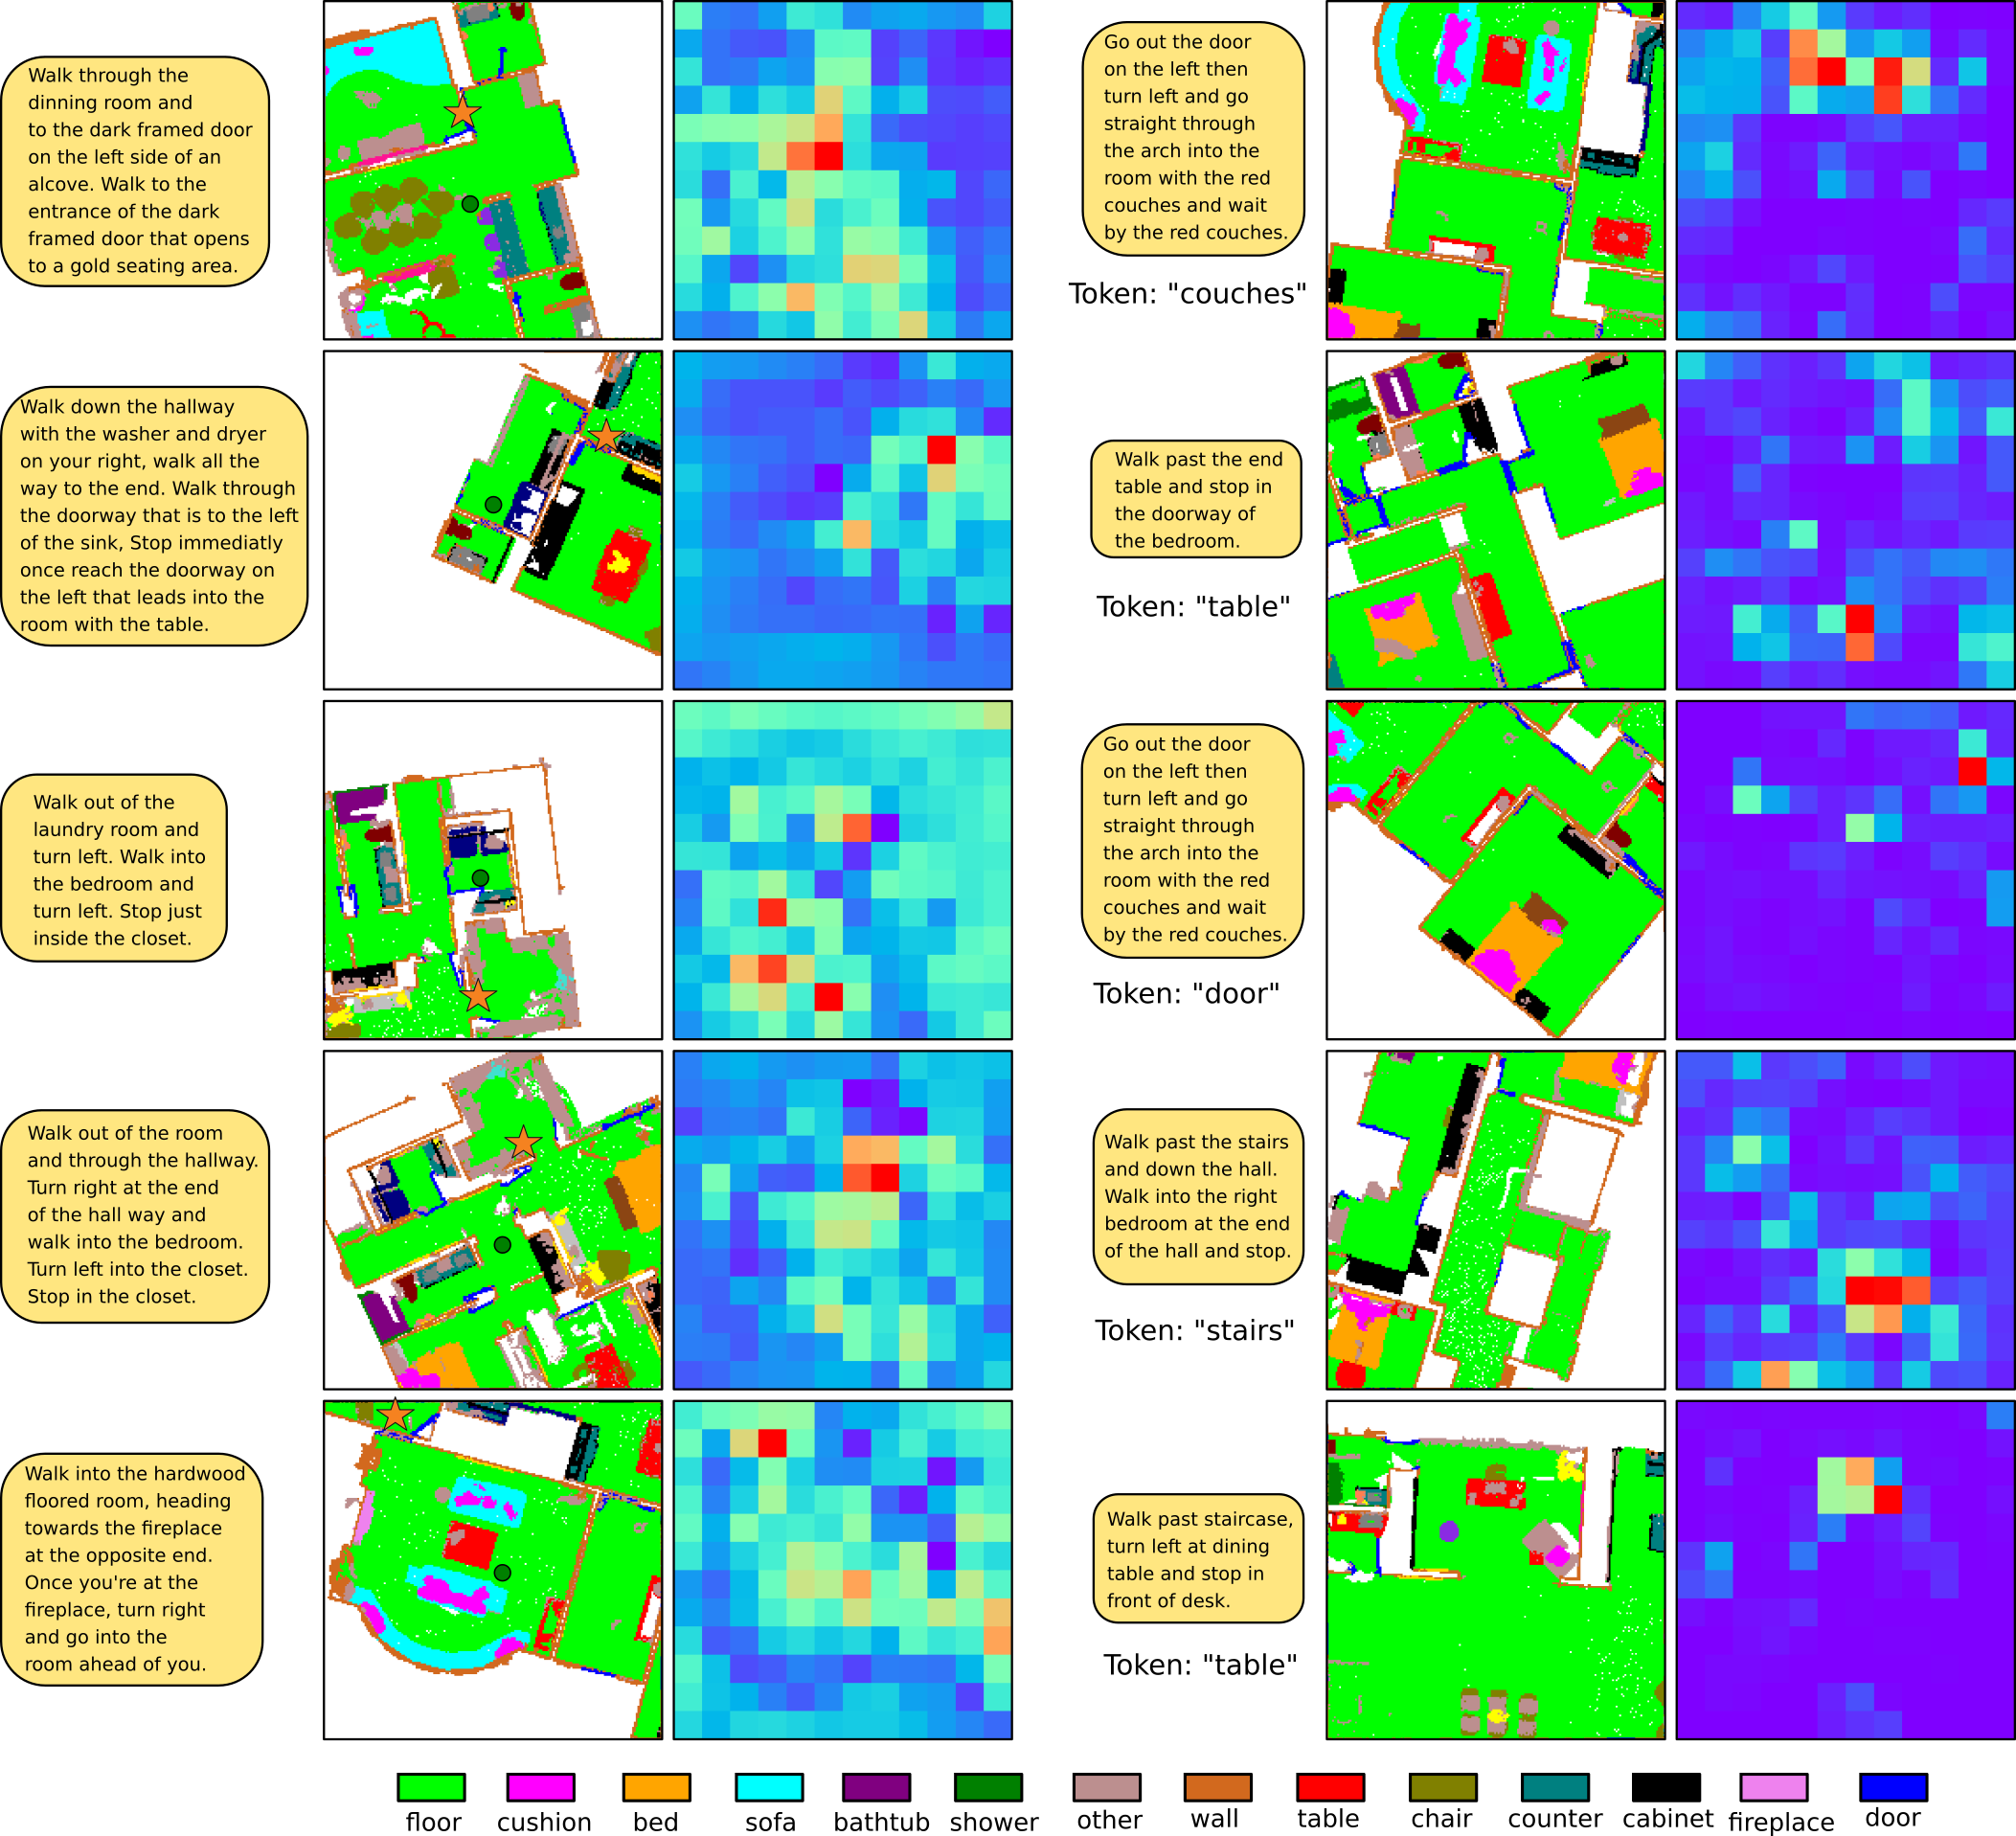 Walk through the
dinning room and
to the dark framed door
on the left side of an
alcove. Walk to the
entrance of the dark
framed door that opens
to a gold seating area.
Go out the door
on the left then
turn left and go
straight through
the arch into the
room with the red
couches and wait
by the red couches.
Token: "couches"
Walk down the hallway
with the washer and dryer
on your right, walk all the
way to the end. Walk through
the doorway that is to the left
of the sink, Stop immediatly
once reach the doorway on
the left that leads into the
room with the table.
Walk past the end
table and stop in
the doorway of
the bedroom.
Token: "table"
Walk out of the
laundry room and
turn left. Walk into
the bedroom and
turn left. Stop just
inside the closet.
Go out the door
on the left then
turn left and go
straight through
the arch into the
room with the red
couches and wait
by the red couches.
Token: "door"
Walk out of the room
and through the hallway.
Turn right at the end
of the hall way and
walk into the bedroom.
Turn left into the closet.
Stop in the closet.
Walk past the stairs
and down the hall.
Walk into the right
bedroom at the end
of the hall and stop.
Token: "stairs"
Walk into the hardwood
floored room, heading
towards the fireplace
at the opposite end.
Once you're at the
fireplace, turn right
and go into the
room ahead of you.
Walk past staircase,
turn left at dining
table and stop in
front of desk.
Token: "table"
floor cushion bed sofa bathtub shower other wall table chair counter cabinet fireplace door